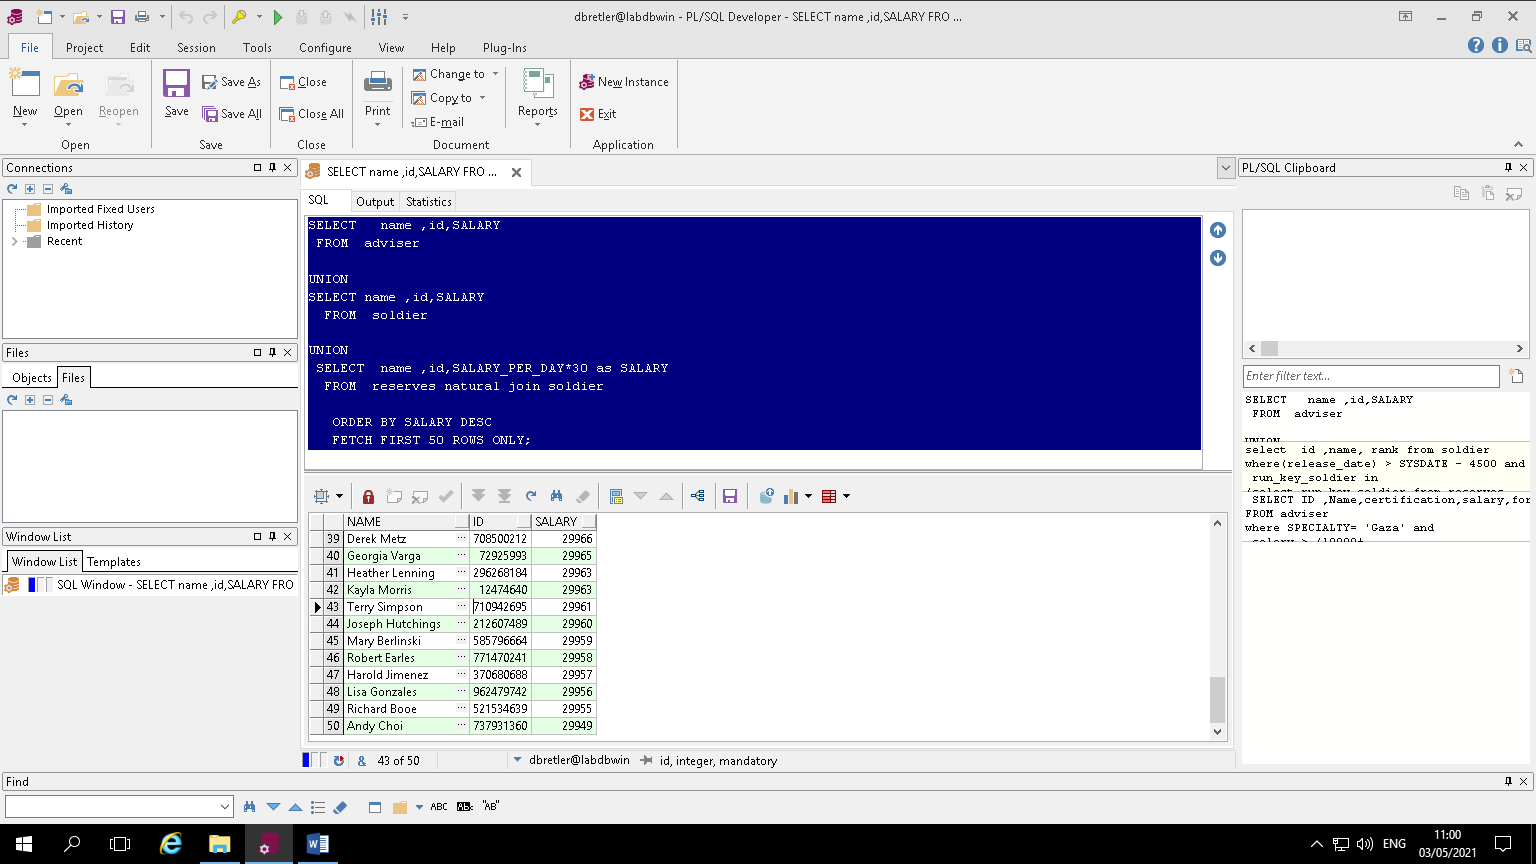 dbretler@labdbwin - PL/SQL Developer - SELECT name ,id,SALARY FRO ...
File Project Edit Session Tools Configure View Help Plug-Ins
New Open Reopen
Open
Save Save As Save All
Save
Close Close All
Close
Print Change to Copy to E-mail Reports
Document
New Instance
Exit
Application
Connections
Imported Fixed Users
Imported History
Recent
Files
Objects Files
Window List
Window List Templates
SQL Window - SELECT name ,id,SALARY FRO
SELECT name ,id,SALARY FRO ...
SQL Output Statistics
SELECT   name ,id,SALARY
FROM  adviser
UNION
SELECT name ,id,SALARY
FROM  soldier
UNION
SELECT  name ,id,SALARY_PER_DAY*30 as SALARY
FROM  reserves natural join soldier
ORDER BY SALARY DESC
FETCH FIRST 50 ROWS ONLY;
NAME ID SALARY
39 Derek Metz ... 708500212 29966
40 Georgia Varga ... 72925993 29965
41 Heather Lenning ... 296268184 29963
42 Kayla Morris ... 12474640 29963
43 Terry Simpson ... 710942695 29961
44 Joseph Hutchings ... 212607489 29960
45 Mary Berlinski ... 585796664 29959
46 Robert Earles ... 771470241 29958
47 Harold Jimenez ... 370680688 29957
48 Lisa Gonzales ... 962479742 29956
49 Richard Booe ... 521534639 29955
50 Andy Choi ... 737931360 29949
& 43 of 50 dbretler@labdbwin id, integer, mandatory
PL/SQL Clipboard
Enter filter text...
SELECT   name ,id,SALARY
FROM  adviser
UNION
select  id ,name, rank from soldier
where(release_date) > SYSDATE - 4500 and
run_key_soldier in
(select run_key_soldier from reserves
SELECT ID ,Name,certification,salary,for
FROM adviser
where SPECIALTY= 'Gaza' and
Find
ABC AB "AB"
ENG
11:00
03/05/2021